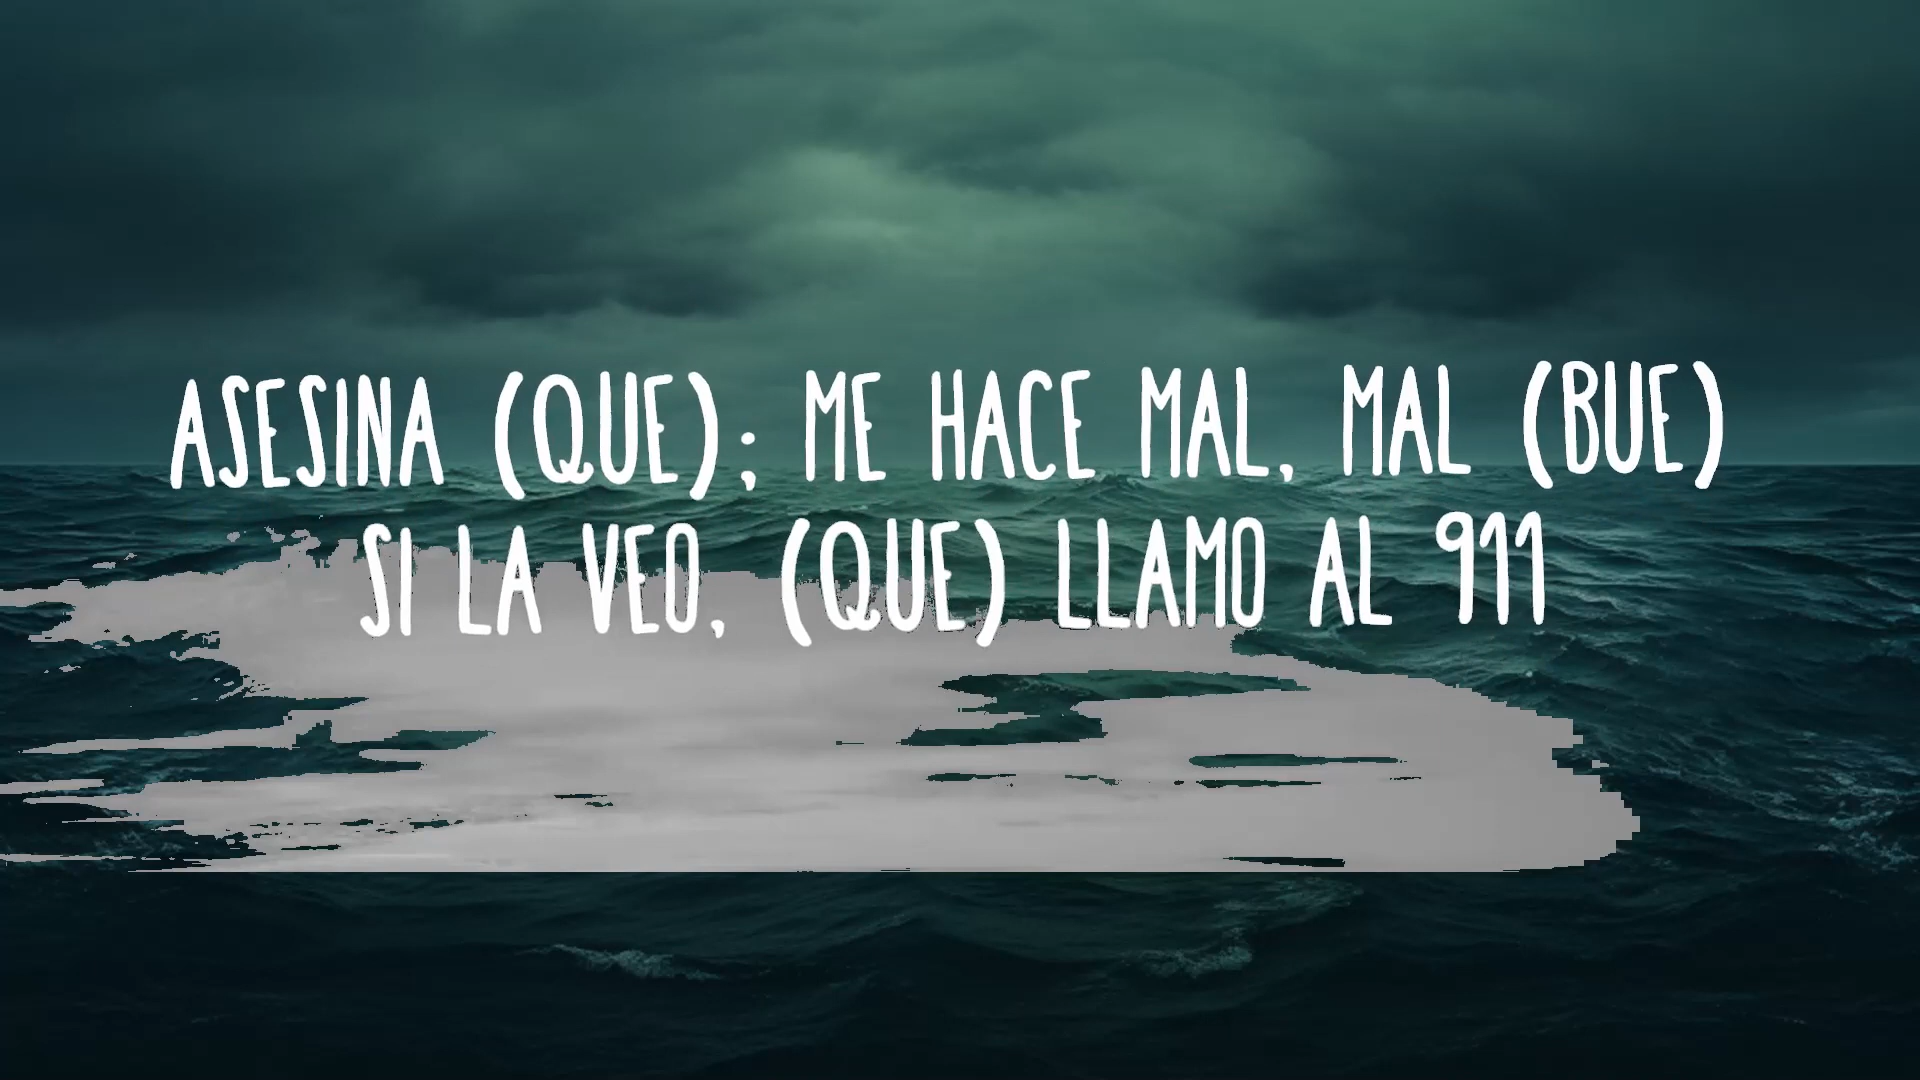 ASESINA (QUE); ME HACE MAL, MAL (BUE)
SI LA VEO, (QUE) LLAMO AL 911